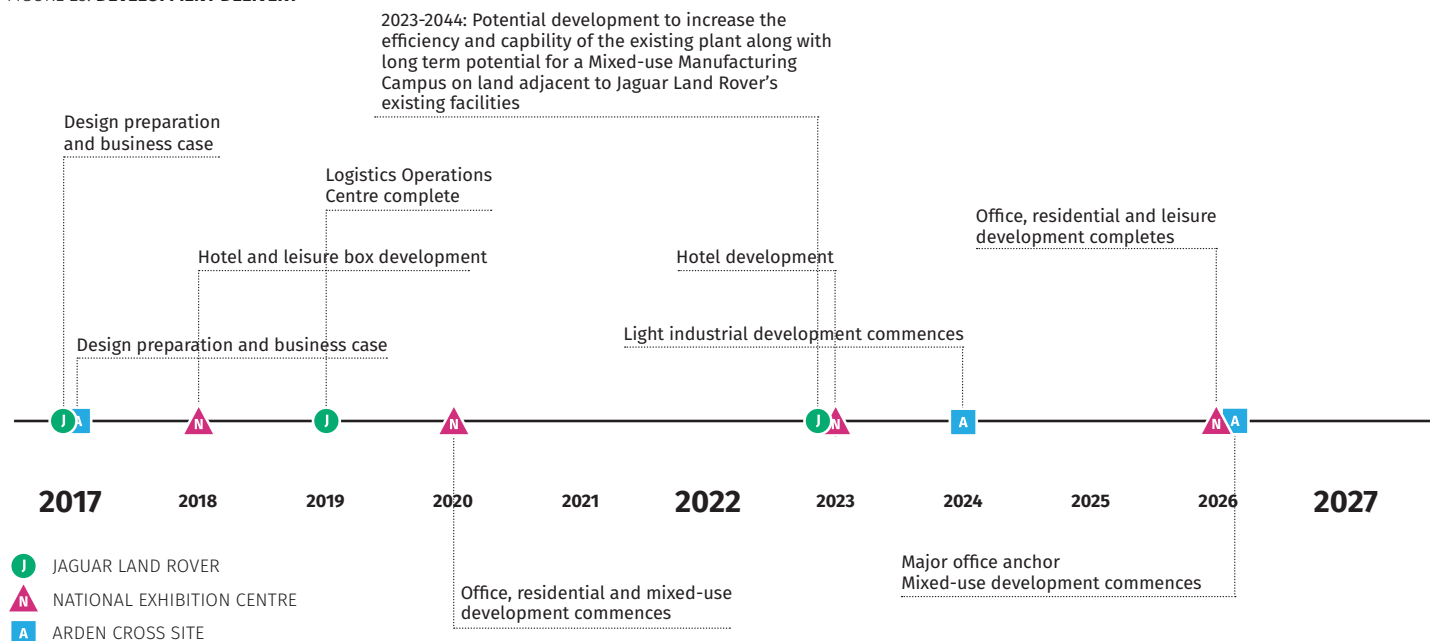 2023-2044: Potential development to increase the
efficiency and capbility of the existing plant along with
long term potential for a Mixed-use Manufacturing
Campus on land adjacent to Jaguar Land Rover's
existing facilities
Design preparation
and business case
Logistics Operations
Centre complete
Office, residential and leisure
development completes
Hotel and leisure box development
Hotel development
Light industrial development commences
Design preparation and business case
J
A
N
J
N
J
N
A
N
A
2017
2018
2019
2020
2021
2022
2023
2024
2025
2026
2027
Major office anchor
Mixed-use development commences
Office, residential and mixed-use
development commences
J JAGUAR LAND ROVER
N NATIONAL EXHIBITION CENTRE
A ARDEN CROSS SITE